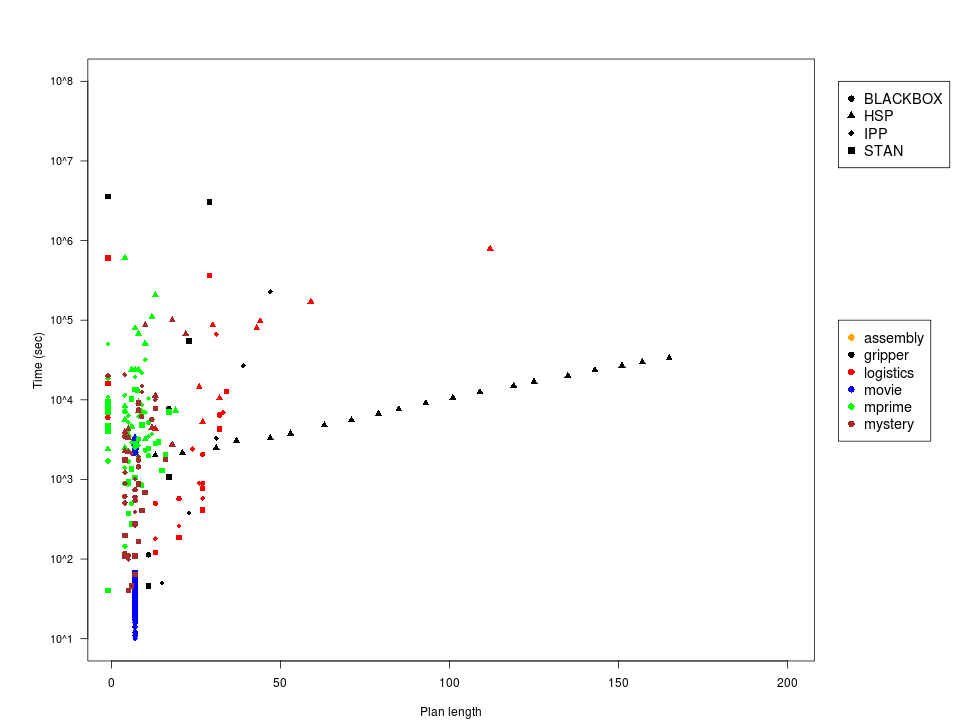 10^8
10^7
10^6
10^5
10^4
10^3
10^2
10^1
Time (sec)
0
50
100
150
200
Plan length
BLACKBOX
HSP
IPP
STAN
assembly
gripper
logistics
movie
mprime
mystery